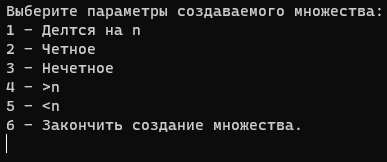 Выберите параметры создаваемого множества:
1 - Делтся на n
2 - Четное
3 - Нечетное
4 - >n
5 - <n
6 - Закончить создание множества.